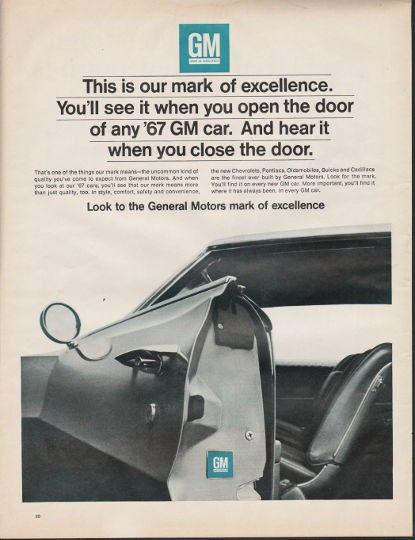 GM
MARK OF EXCELLENCE
This is our mark of excellence.
You'll see it when you open the door
of any '67 GM car. And hear it
when you close the door.
That's one of the things our mark means—the uncommon kind of
quality you've come to expect from General Motors. And when
you look at our '67 cars, you'll see that our mark means more
than just quality, too. In style, comfort, safety and convenience,
the new Chevrolets, Pontiacs, Oldsmobiles, Buicks and Cadillacs
are the finest ever built by General Motors. Look for the mark.
You'll find it on every new GM car. More important, you'll find it
where it has always been. In every GM car.
Look to the General Motors mark of excellence
GM